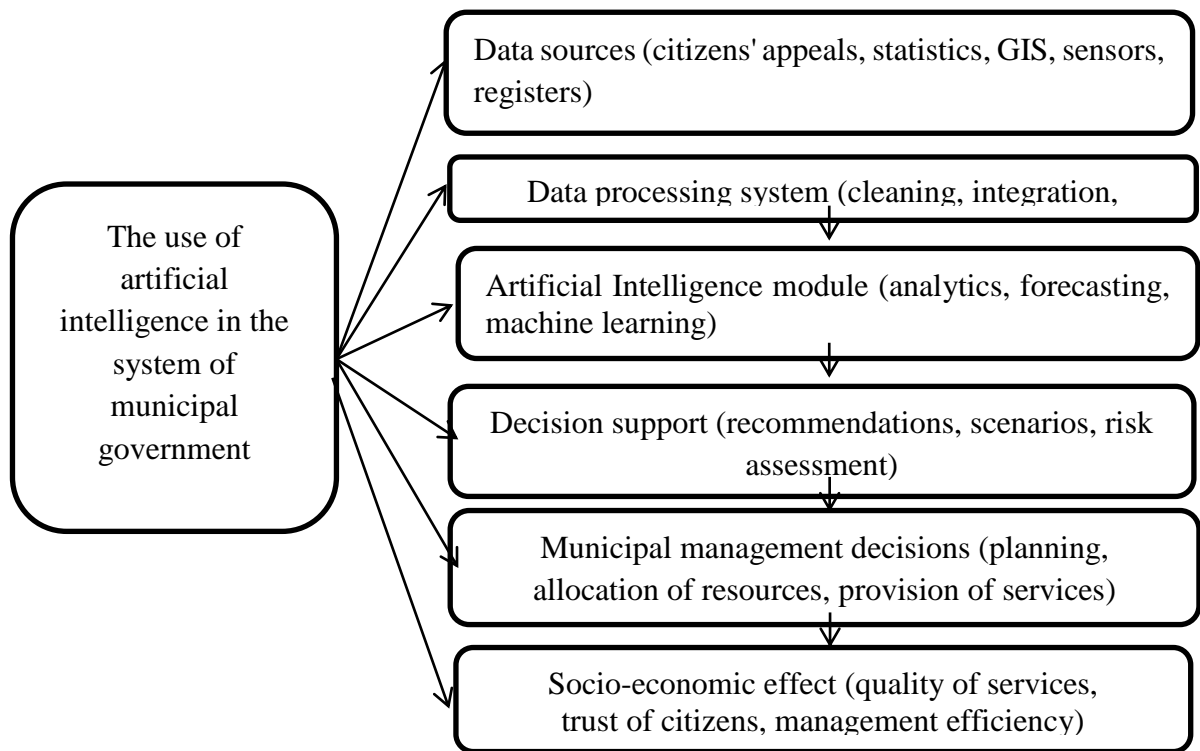 The use of
artificial
intelligence in the
system of
municipal
government
Data sources (citizens' appeals, statistics, GIS, sensors,
registers)
Data processing system (cleaning, integration,
Artificial Intelligence module (analytics, forecasting,
machine learning)
Decision support (recommendations, scenarios, risk
assessment)
Municipal management decisions (planning,
allocation of resources, provision of services)
Socio-economic effect (quality of services,
trust of citizens, management efficiency)